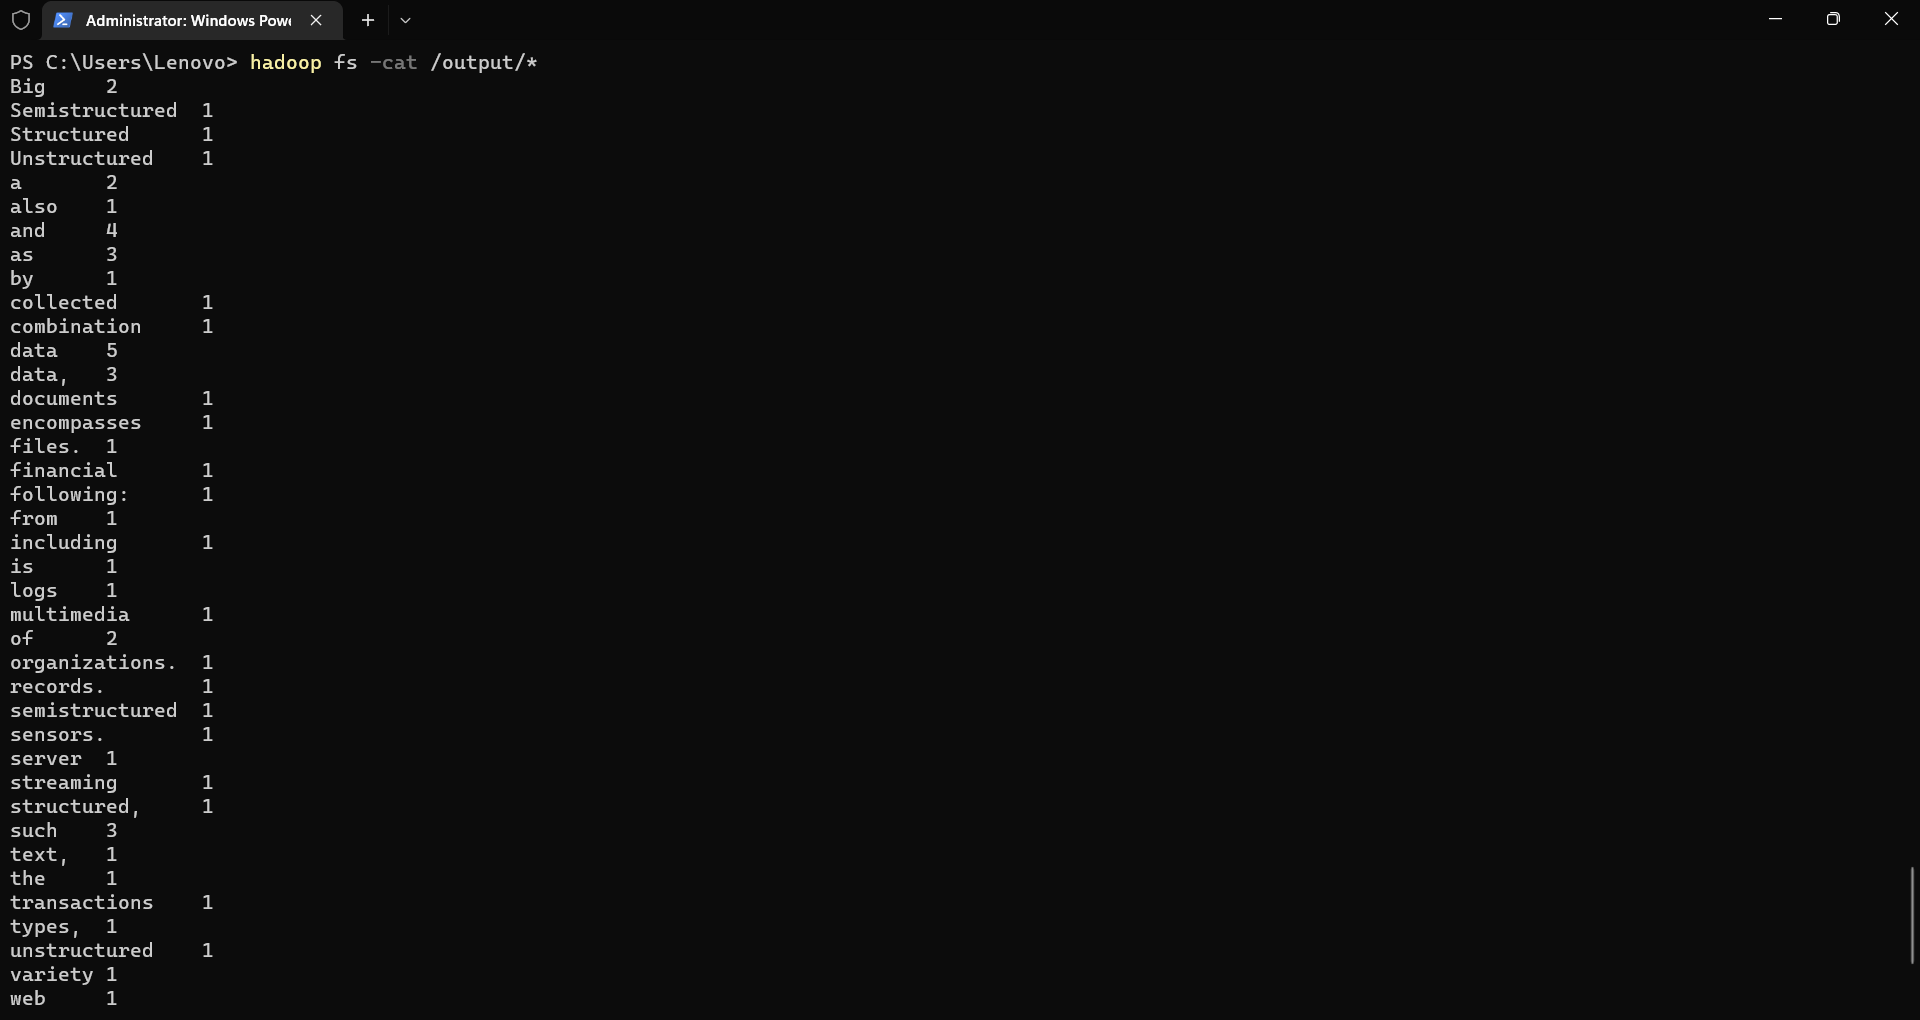 Administrator: Windows Powe
PS C:\Users\Lenovo> hadoop fs -cat /output/*
Big 2
Semistructured 1
Structured 1
Unstructured 1
a 2
also 1
and 4
as 3
by 1
collected 1
combination 1
data 5
data, 3
documents 1
encompasses 1
files. 1
financial 1
following: 1
from 1
including 1
is 1
logs 1
multimedia 1
of 2
organizations. 1
records. 1
semistructured 1
sensors. 1
server 1
streaming 1
structured, 1
such 3
text, 1
the 1
transactions 1
types, 1
unstructured 1
variety 1
web 1